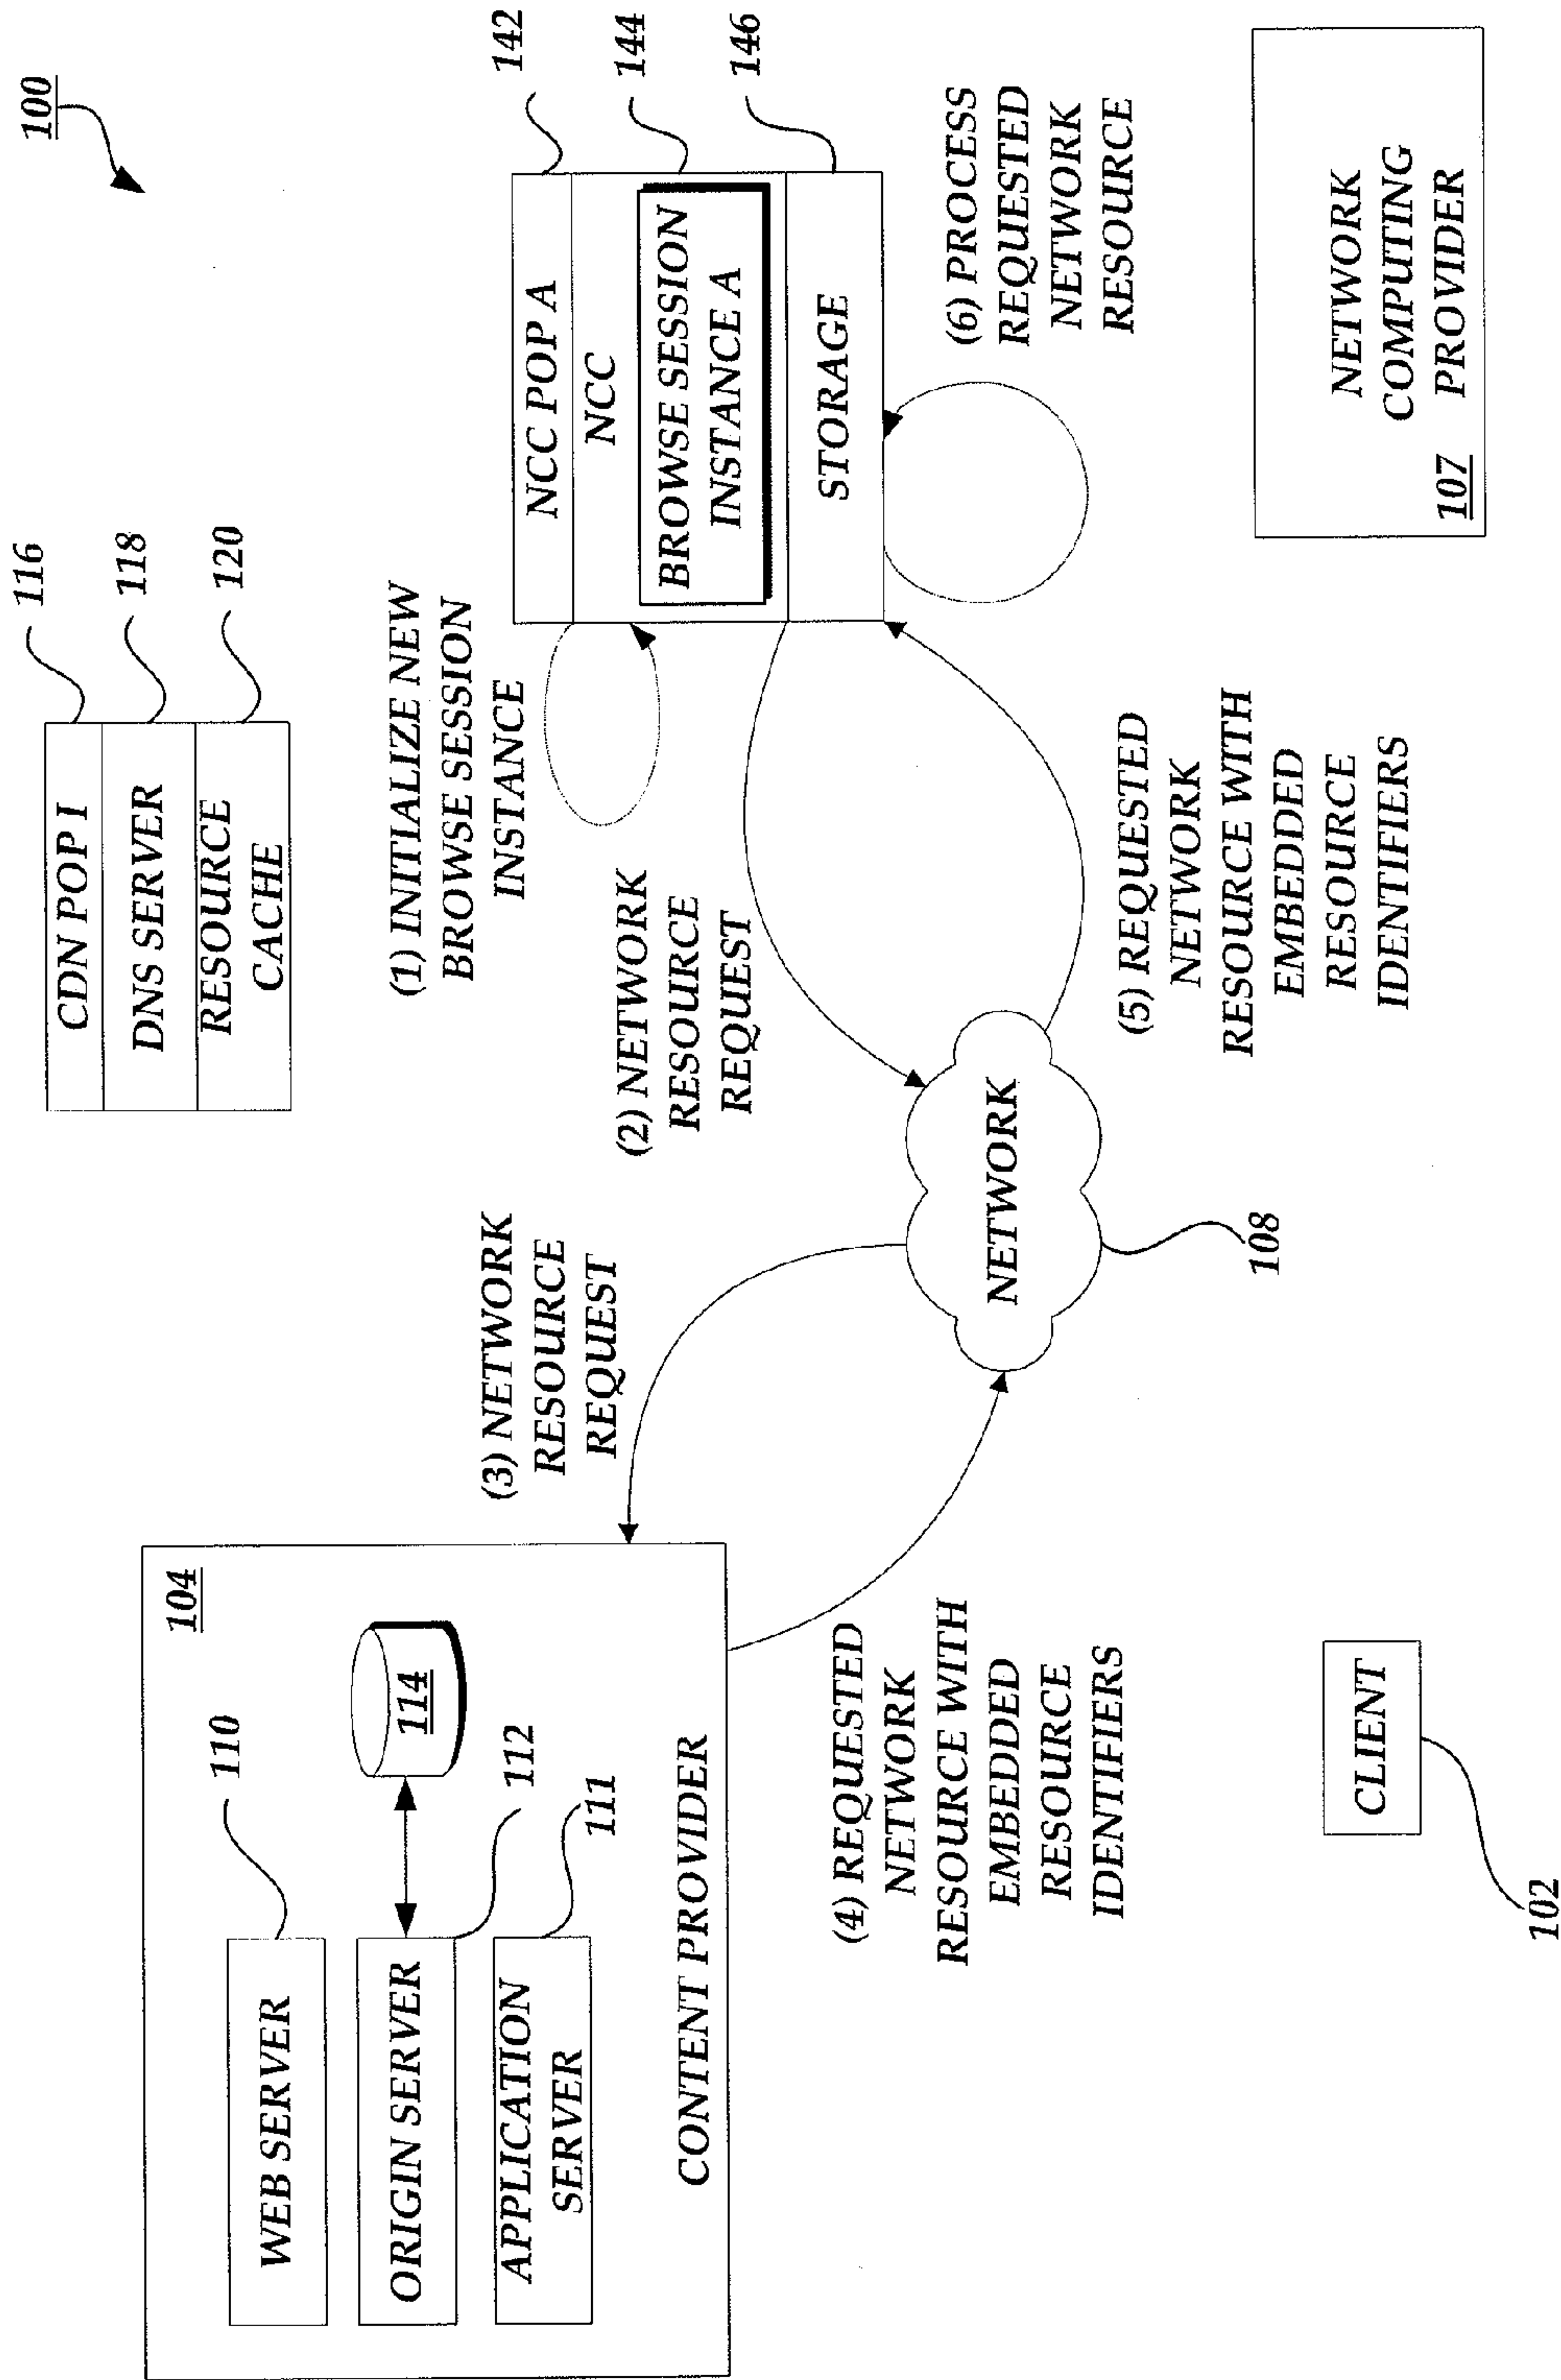 100
104
WEB SERVER
110
ORIGIN SERVER
112
114
APPLICATION
SERVER
111
CONTENT PROVIDER
CDN POP I
116
DNS SERVER
118
RESOURCE
CACHE
120
(1) INITIALIZE NEW
BROWSE SESSION
INSTANCE
NCC POP A
142
NCC
144
BROWSE SESSION
INSTANCE A
STORAGE
146
(2) NETWORK
RESOURCE
REQUEST
(3) NETWORK
RESOURCE
REQUEST
(4) REQUESTED
NETWORK
RESOURCE WITH
EMBEDDED
RESOURCE
IDENTIFIERS
NETWORK
108
(5) REQUESTED
NETWORK
RESOURCE WITH
EMBEDDED
RESOURCE
IDENTIFIERS
(6) PROCESS
REQUESTED
NETWORK
RESOURCE
CLIENT
102
NETWORK
COMPUTING
PROVIDER
107